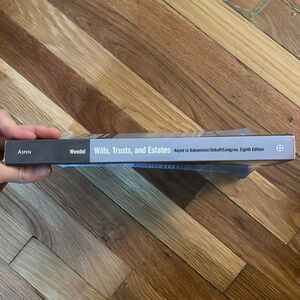 ASPEN Wendel Wills, Trusts, and Estates Keyed to Dukeminier/Sitkoff/Lindgren, Eighth Edition